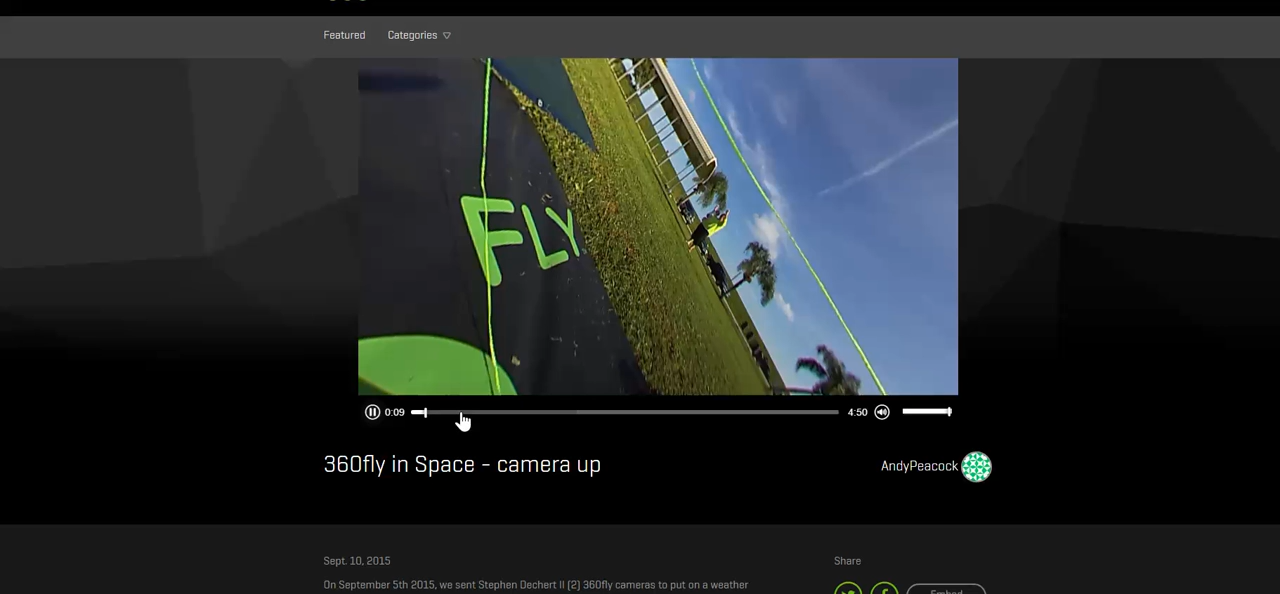 Featured Categories
FLY
0:09 4:50
360fly in Space - camera up
AndyPeacock
Sept. 10, 2015
Share
On September 5th 2015, we sent Stephen Dechert II (2) 360fly cameras to put on a weather
Embed